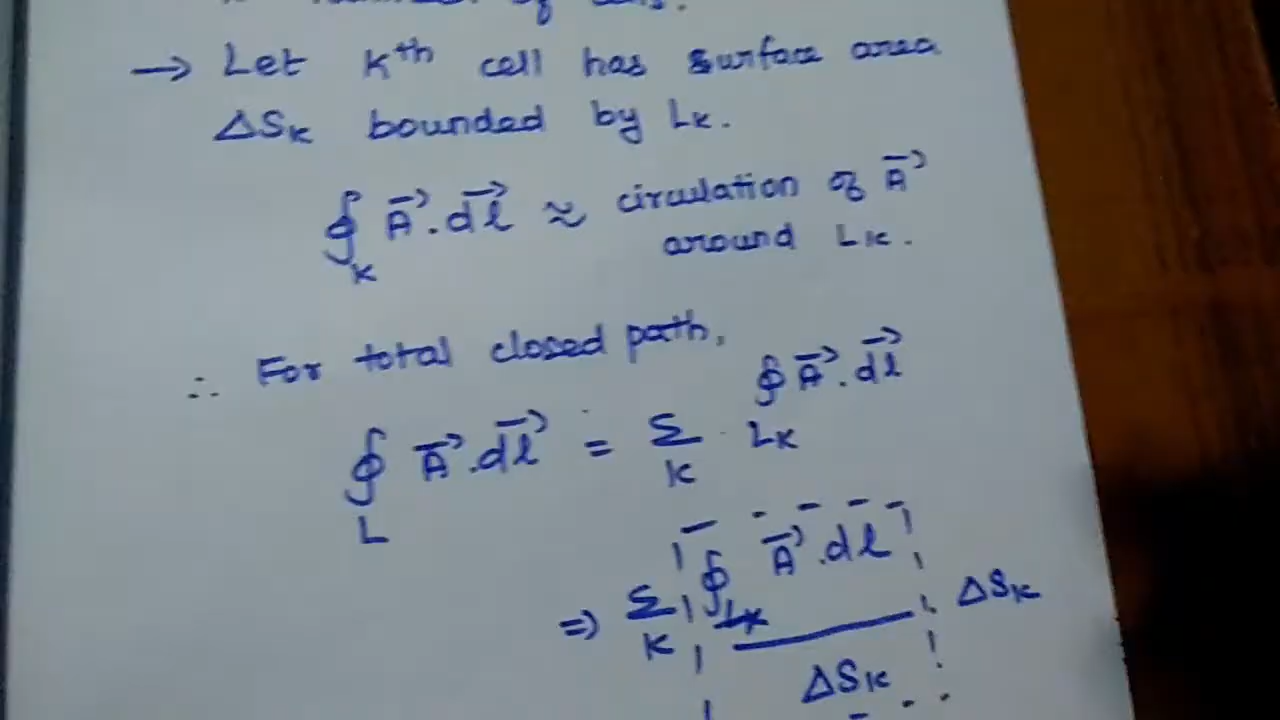 → Let Kth cell has surface area
ΔSK bounded by LK.
∮K A⃗.dl⃗ ≈ circulation of A⃗
around LK.
∴ For total closed path,
∮L A⃗.dl⃗ = ΣK ∮LK A⃗.dl⃗
⇒ ΣK ∮LK A⃗.dl ΔSK
ΔSK